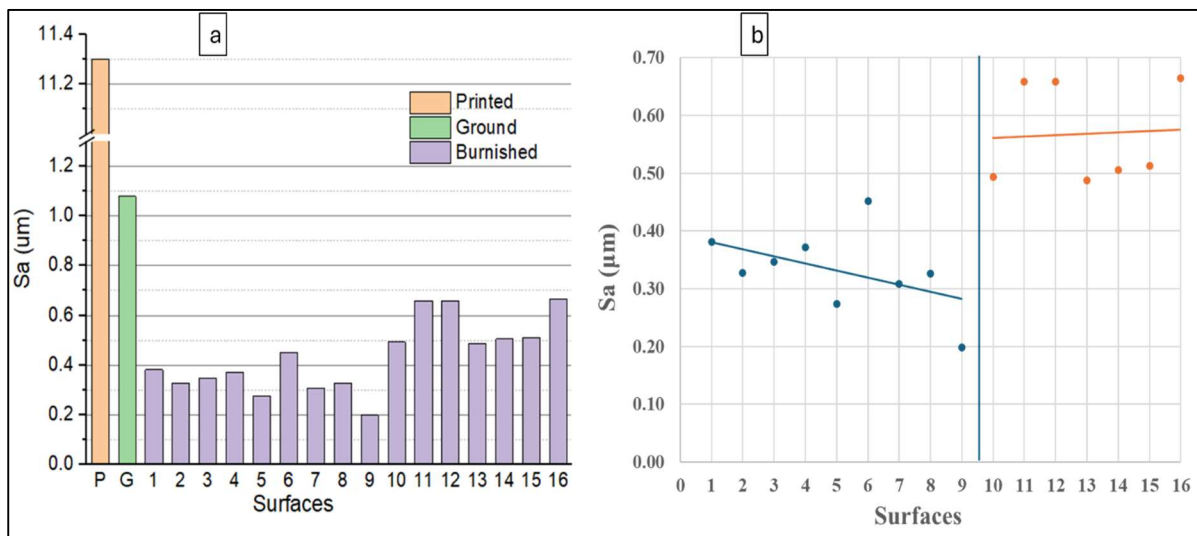 a
11.4
11.2
1.2
1.0
0.8
0.6
0.4
0.2
0.0
Sa (um)
Printed
Ground
Burnished
P G 1 2 3 4 5 6 7 8 9 10 11 12 13 14 15 16
Surfaces
b
0.70
0.60
0.50
0.40
0.30
0.20
0.10
0.00
Sa (µm)
0 1 2 3 4 5 6 7 8 9 10 11 12 13 14 15 16
Surfaces